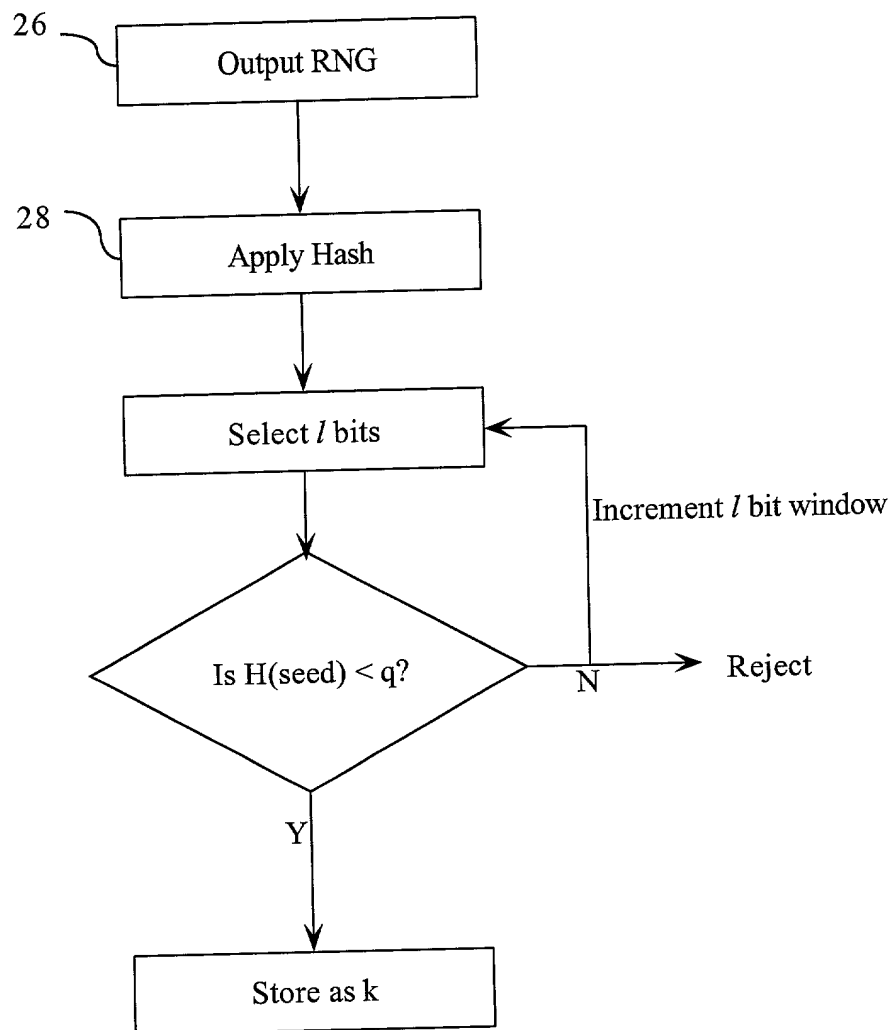 26
Output RNG
28
Apply Hash
Select l bits
Increment l bit window
Is H(seed) < q?
N
Reject
Y
Store as k